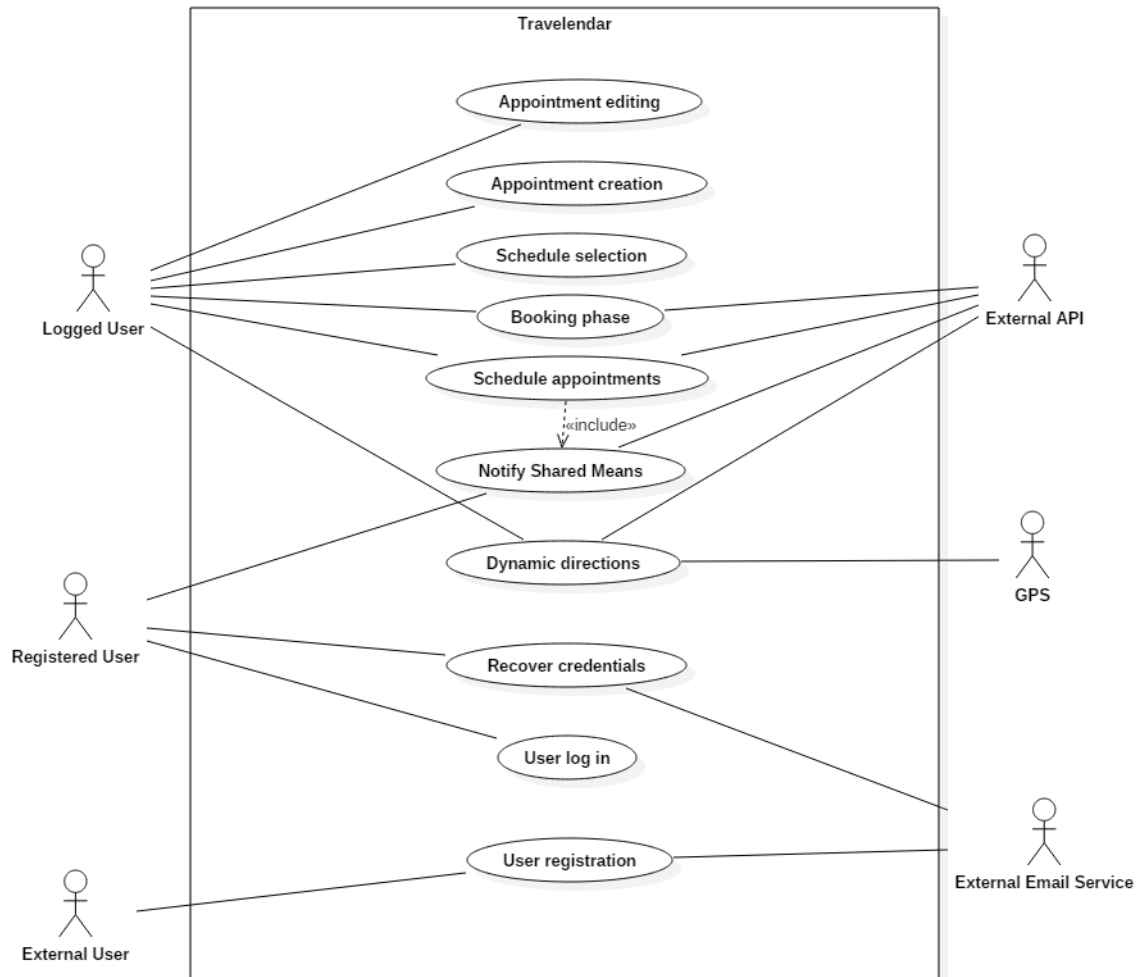 Travelendar
Appointment editing
Appointment creation
Schedule selection
Booking phase
Logged User
External API
Schedule appointments
«include»
Notify Shared Means
Dynamic directions
GPS
Registered User
Recover credentials
User log in
User registration
External Email Service
External User